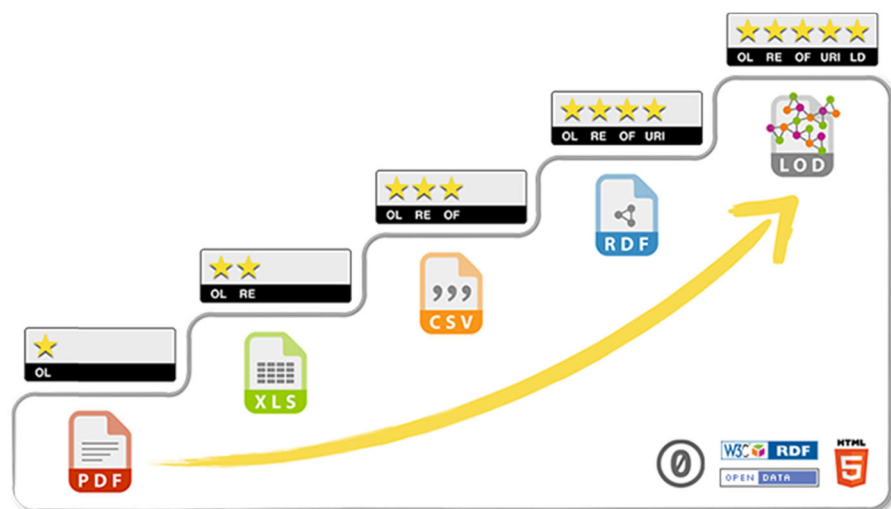 OL RE OF URI LD
LOD
OL RE OF URI
RDF
OL RE OF
CSV
OL RE
XLS
OL
PDF
0
W3C RDF
OPEN DATA
HTML
5